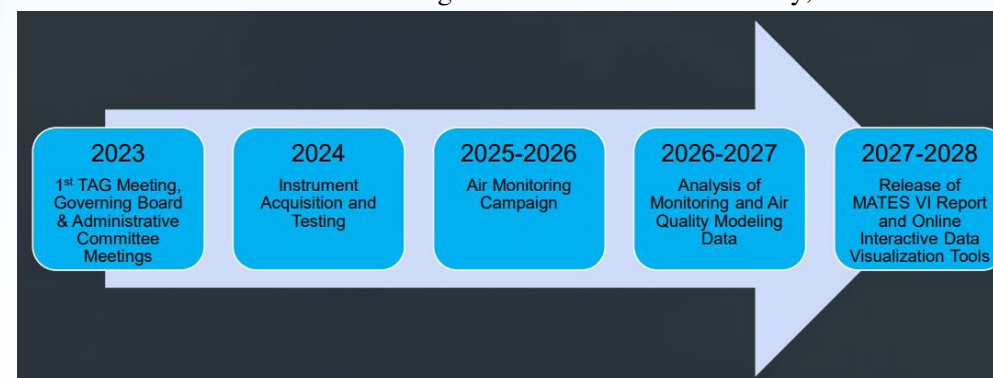 2023
1st TAG Meeting,
Governing Board
& Administrative
Committee
Meetings
2024
Instrument
Acquisition and
Testing
2025-2026
Air Monitoring
Campaign
2026-2027
Analysis of
Monitoring and Air
Quality Modeling
Data
2027-2028
Release of
MATES VI Report
and Online
Interactive Data
Visualization Tools